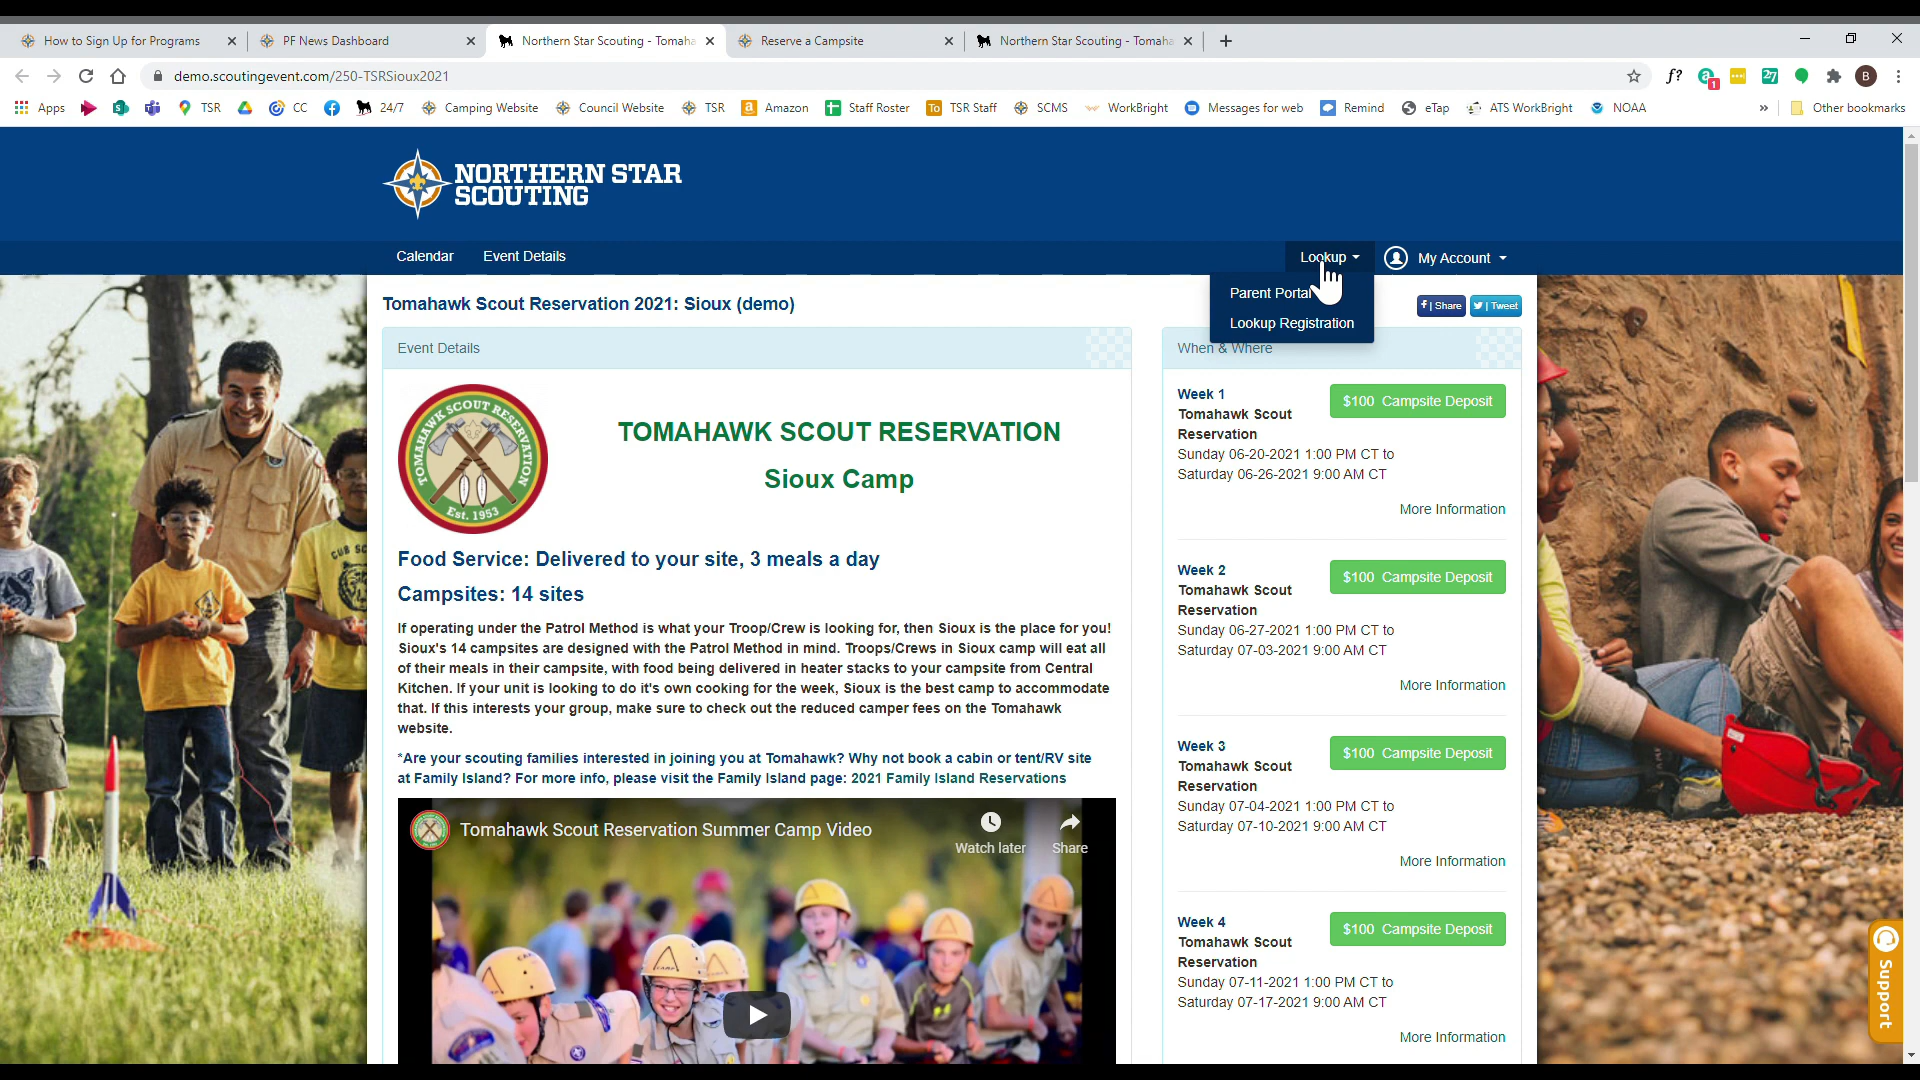 How to Sign Up for Programs
PF News Dashboard
Northern Star Scouting - Tomaha
Reserve a Campsite
Northern Star Scouting - Tomaha
demo.scoutingevent.com/250-TSRSioux2021
f?
1
27
B
Apps
TSR
CC
24/7
Camping Website
Council Website
TSR
Amazon
Staff Roster
To TSR Staff
SCMS
WorkBright
Messages for web
Remind
eTap
ATS WorkBright
NOAA
»
Other bookmarks
NORTHERN STAR
SCOUTING
Calendar
Event Details
Lookup
My Account
Parent Portal
Lookup Registration
Tomahawk Scout Reservation 2021: Sioux (demo)
f | Share
| Tweet
Event Details
TOMAHAWK SCOUT RESERVATION
Est. 1953
TOMAHAWK SCOUT RESERVATION
Sioux Camp
Food Service: Delivered to your site, 3 meals a day
Campsites: 14 sites
If operating under the Patrol Method is what your Troop/Crew is looking for, then Sioux is the place for you!
Sioux's 14 campsites are designed with the Patrol Method in mind. Troops/Crews in Sioux camp will eat all
of their meals in their campsite, with food being delivered in heater stacks to your campsite from Central
Kitchen. If your unit is looking to do it's own cooking for the week, Sioux is the best camp to accommodate
that. If this interests your group, make sure to check out the reduced camper fees on the Tomahawk
website.
*Are your scouting families interested in joining you at Tomahawk? Why not book a cabin or tent/RV site
at Family Island? For more info, please visit the Family Island page: 2021 Family Island Reservations
Tomahawk Scout Reservation Summer Camp Video
Watch later
Share
When & Where
Week 1
Tomahawk Scout
Reservation
Sunday 06-20-2021 1:00 PM CT to
Saturday 06-26-2021 9:00 AM CT
$100 Campsite Deposit
More Information
Week 2
Tomahawk Scout
Reservation
Sunday 06-27-2021 1:00 PM CT to
Saturday 07-03-2021 9:00 AM CT
$100 Campsite Deposit
More Information
Week 3
Tomahawk Scout
Reservation
Sunday 07-04-2021 1:00 PM CT to
Saturday 07-10-2021 9:00 AM CT
$100 Campsite Deposit
More Information
Week 4
Tomahawk Scout
Reservation
Sunday 07-11-2021 1:00 PM CT to
Saturday 07-17-2021 9:00 AM CT
$100 Campsite Deposit
More Information
Support
CUB SC